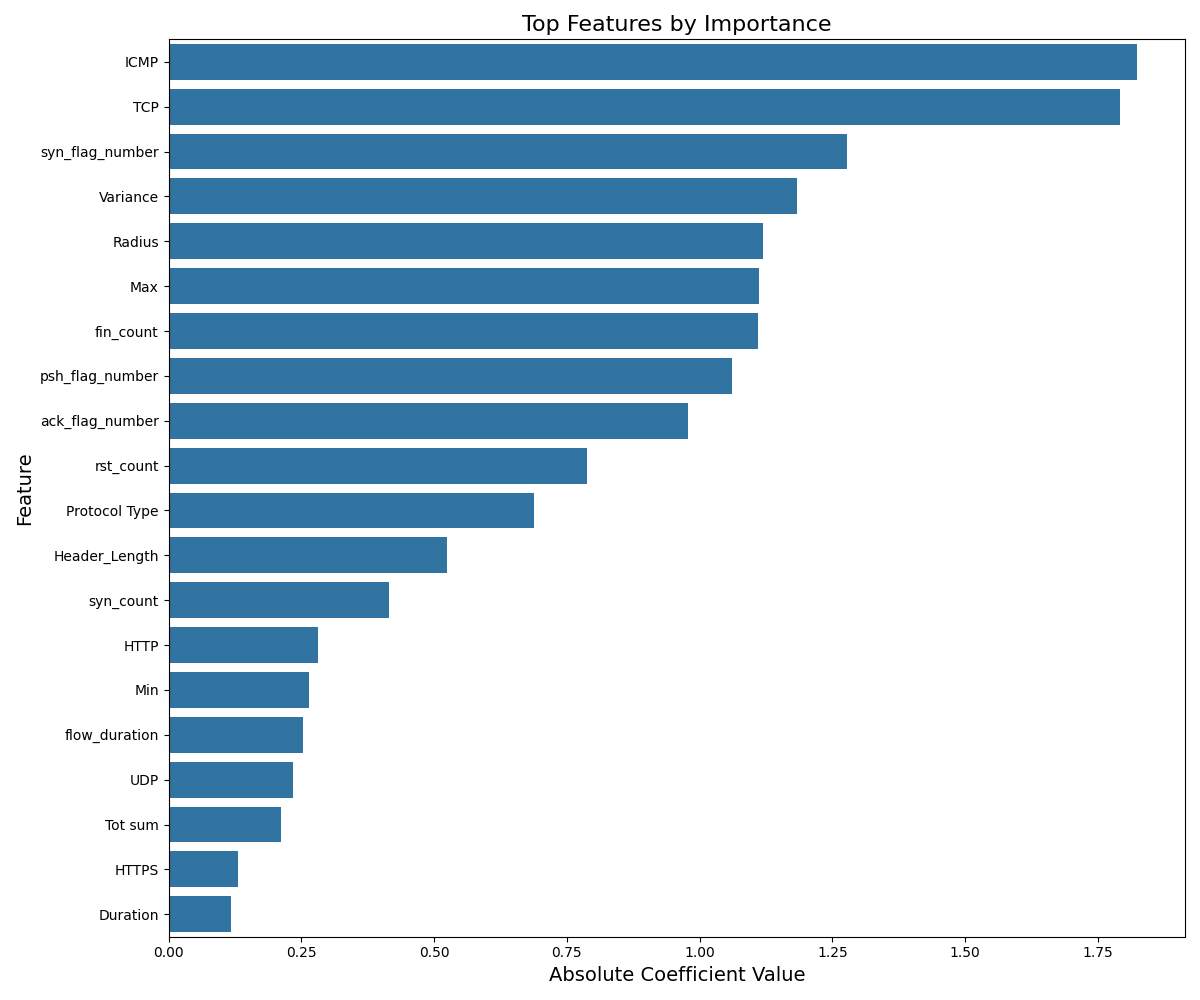 Top Features by Importance
ICMP
TCP
syn_flag_number
Variance
Radius
Max
fin_count
psh_flag_number
ack_flag_number
rst_count
Protocol Type
Header_Length
syn_count
HTTP
Min
flow_duration
UDP
Tot sum
HTTPS
Duration
Feature
0.00 0.25 0.50 0.75 1.00 1.25 1.50 1.75
Absolute Coefficient Value